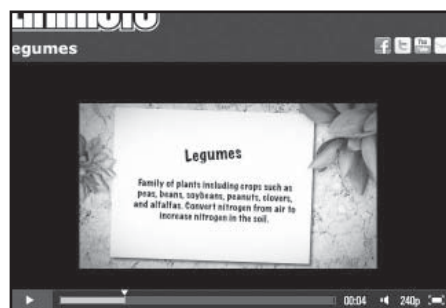 egumes
Legumes
Family of plants including crops such as
peas, beans, soybeans, peanuts, clovers,
and alfalfas. Convert nitrogen from air to
increase nitrogen in the soil.
00:04
240p